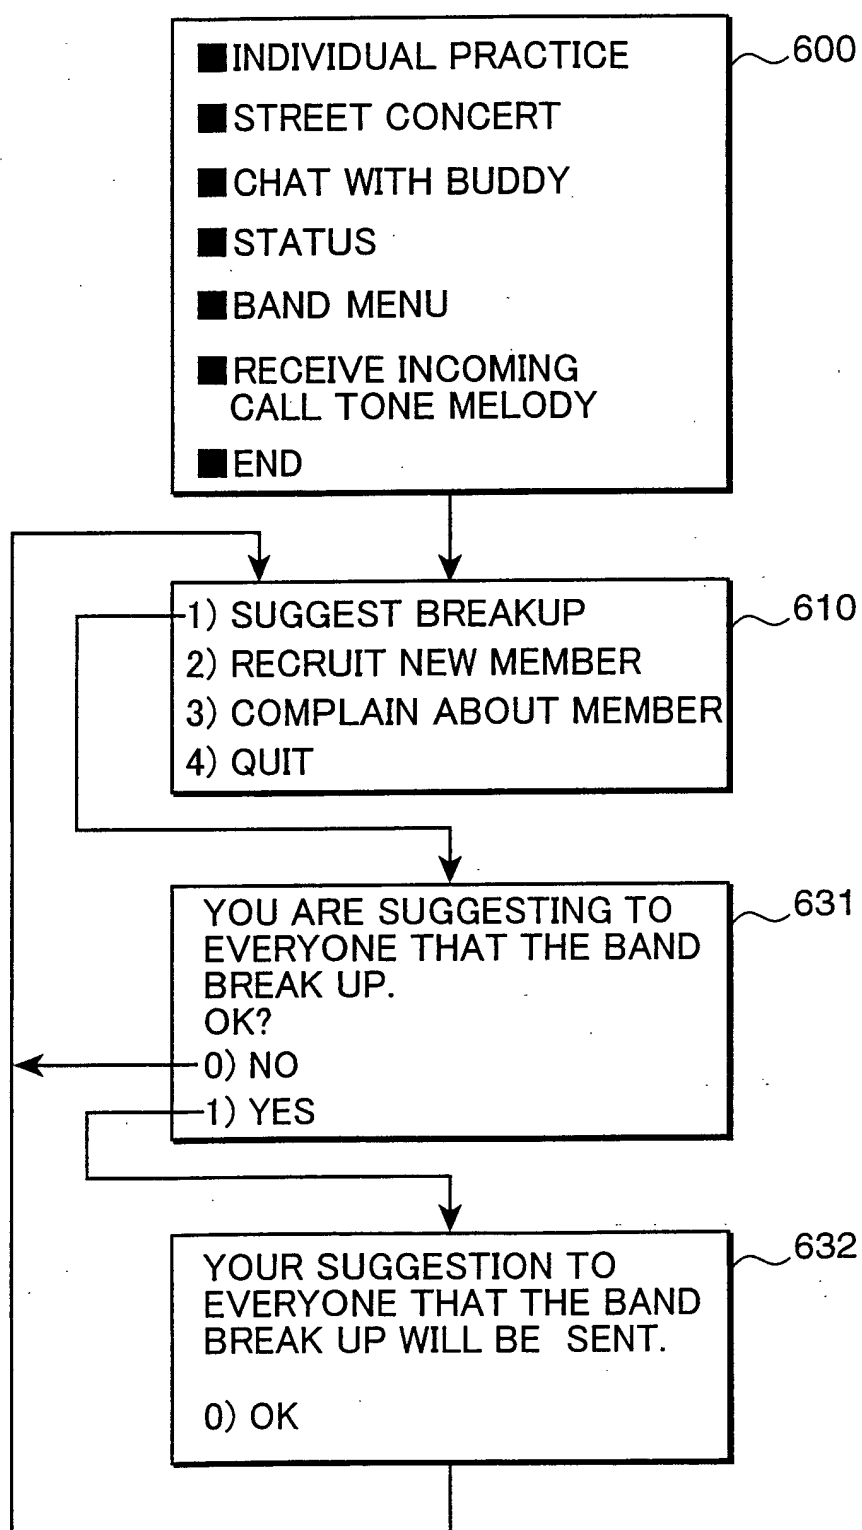 ■INDIVIDUAL PRACTICE
600
■STREET CONCERT
■CHAT WITH BUDDY
■STATUS
■BAND MENU
■RECEIVE INCOMING
CALL TONE MELODY
■END
1) SUGGEST BREAKUP
610
2) RECRUIT NEW MEMBER
3) COMPLAIN ABOUT MEMBER
4) QUIT
YOU ARE SUGGESTING TO
631
EVERYONE THAT THE BAND
BREAK UP.
OK?
0) NO
1) YES
YOUR SUGGESTION TO
632
EVERYONE THAT THE BAND
BREAK UP WILL BE SENT.
0) OK